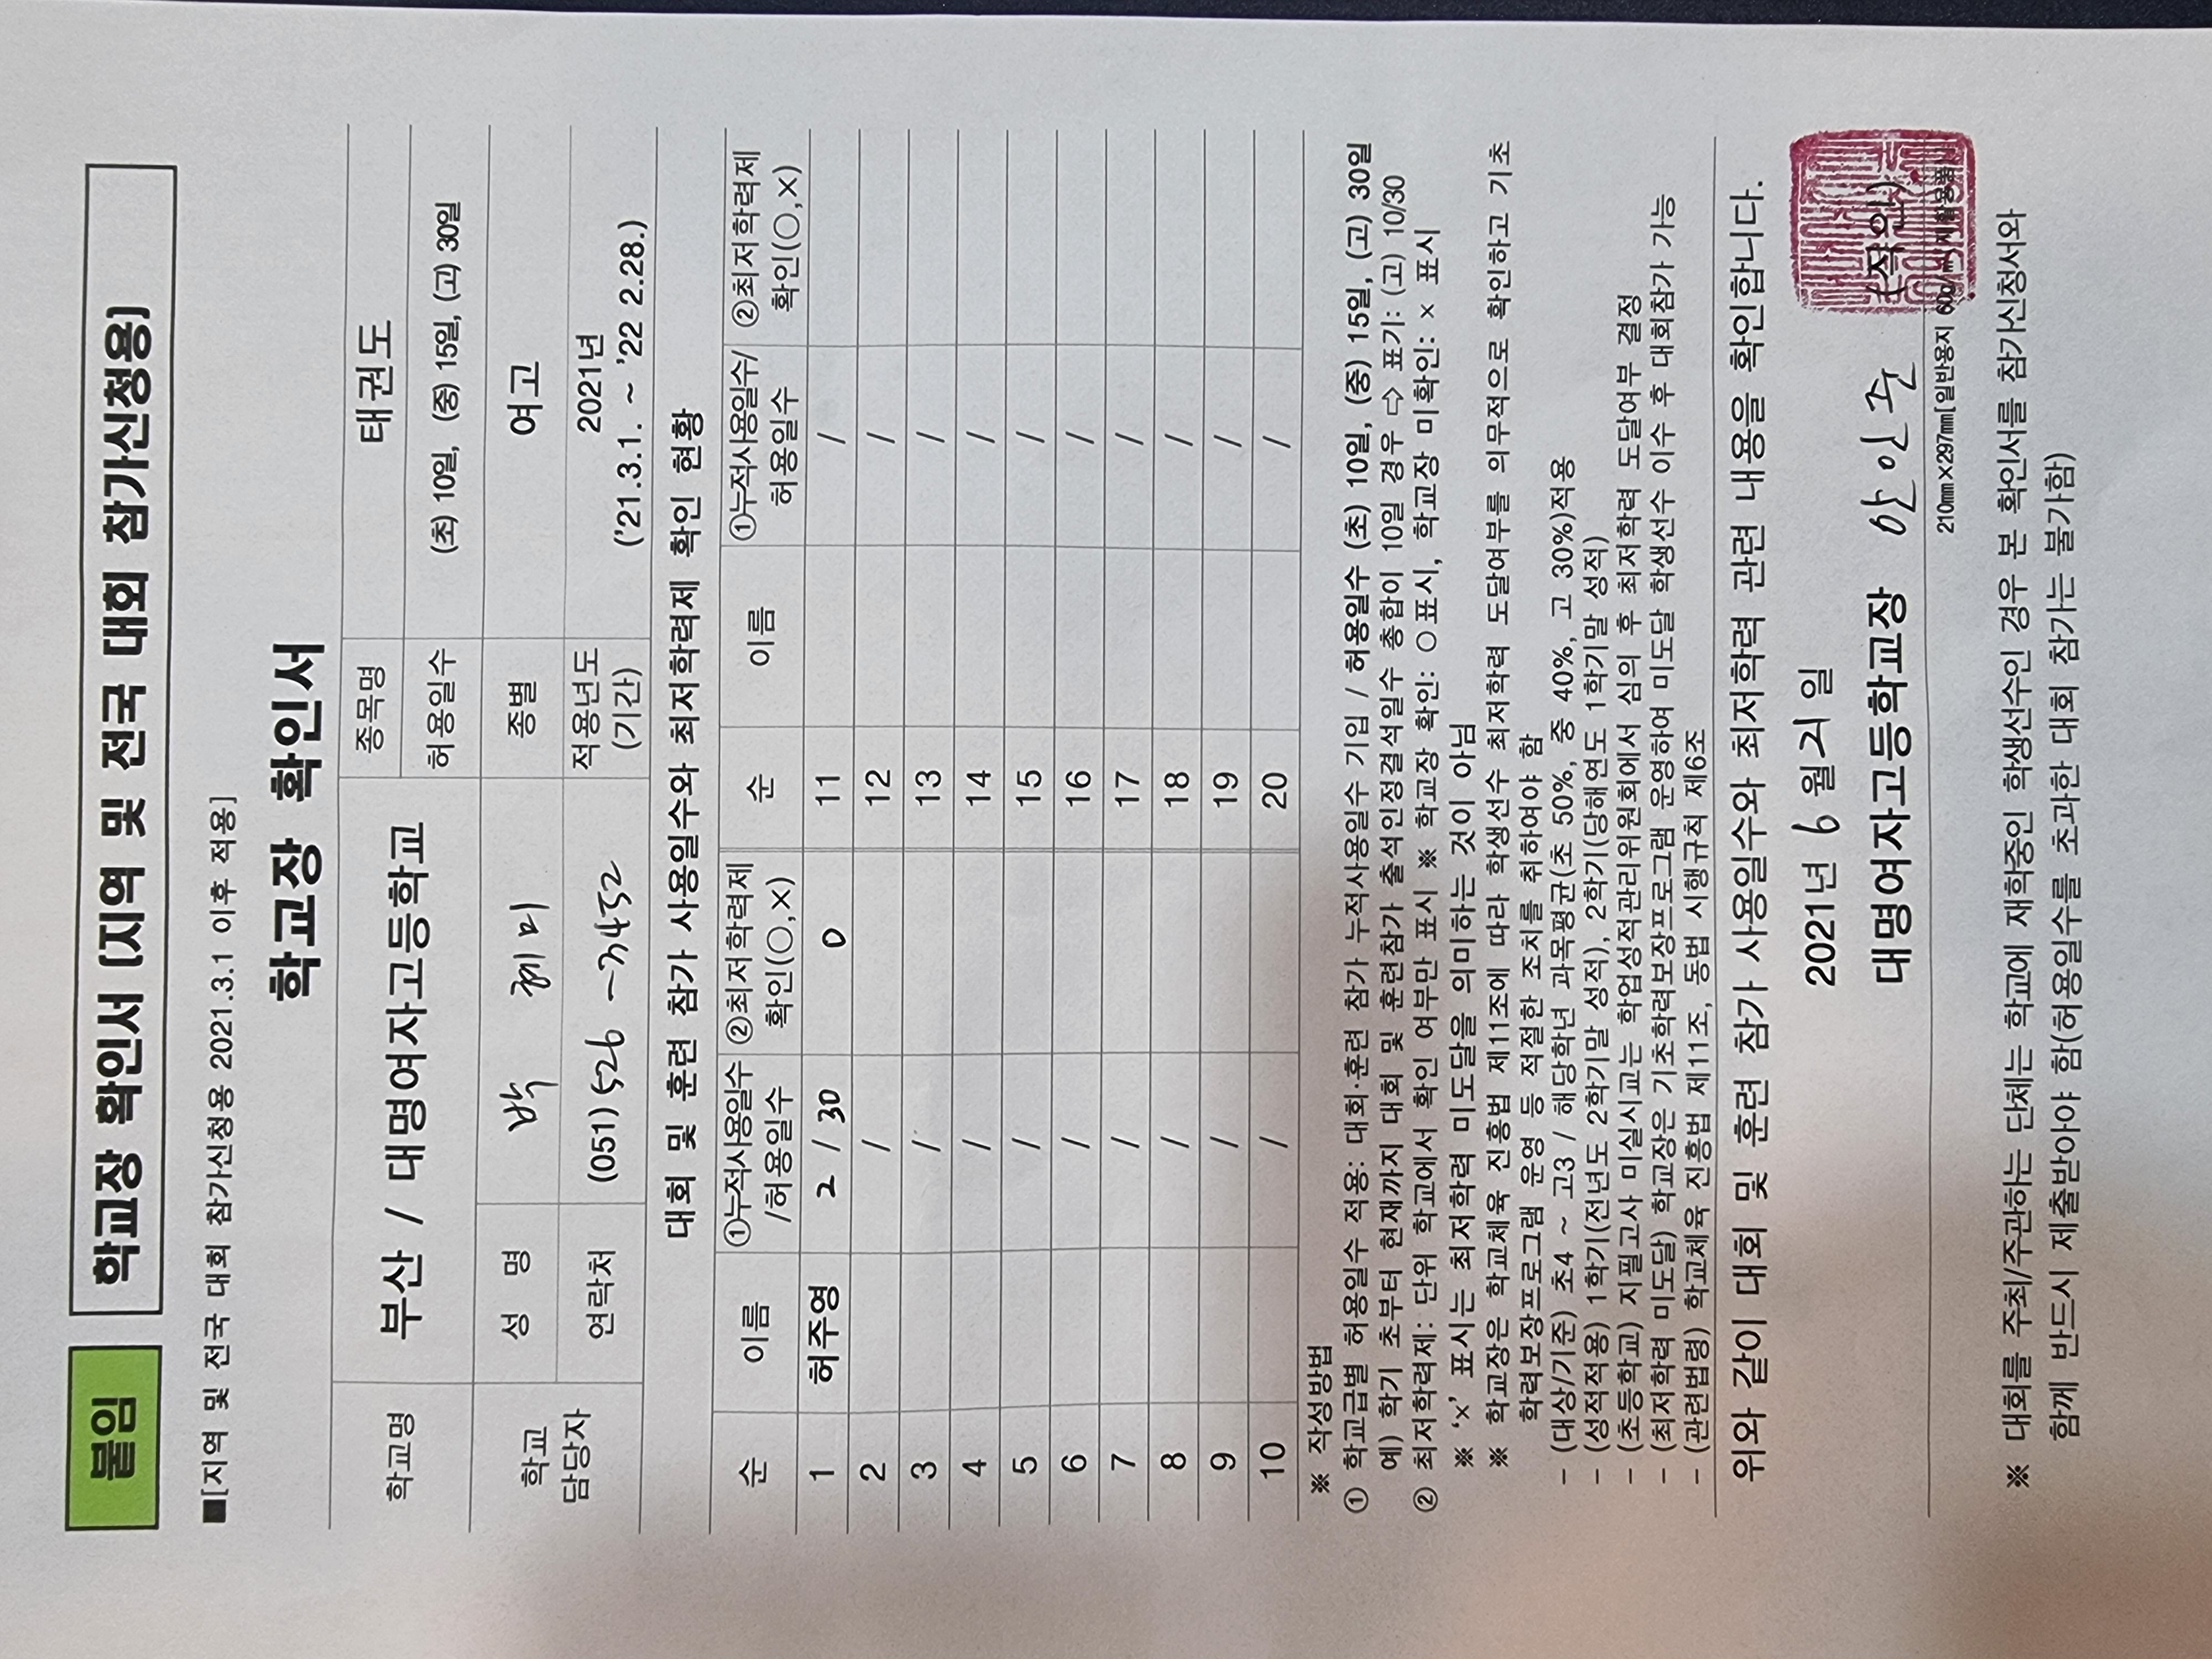 붙임 학교장 확인서 (지역 및 전국 대회 참가신청용)
■[지역 및 전국 대회 참가신청용 2021.3.1 이후 적용]
학교장 확인서
학교명 부산 / 대명여자고등학교 종목명 태권도
허용일수 (초) 10일, (중) 15일, (고) 30일
학교 담당자 성 명 박 종별 여고
연락처 (051) 526 적용년도 (기간) 2021년 ('21.3.1. ~ '22 2.28.)
대회 및 훈련 참가 사용일수와 최저학력제 확인 현황
순 이름 ①누적사용일수 /허용일수 ②최저학력제 확인(○,×) 순 이름 ①누적사용일수/ 허용일수 ②최저학력제 확인(○,×)
1 허주영 2 / 30 O 11 /
2 / 12 /
3 / 13 /
4 / 14 /
5 / 15 /
6 / 16 /
7 / 17 /
8 / 18 /
9 / 19 /
10 / 20 /
※ 작성방법
① 학교급별 허용일수 적용: 대회·훈련 참가 누적사용일수 기입 / 허용일수 (초) 10일, (중) 15일, (고) 30일
예) 학기 초부터 현재까지 대회 및 훈련참가 출석인정결석일수 총합이 10일 경우 ⇨ 표기: (고) 10/30
② 최저학력제: 단위 학교에서 확인 여부만 표시 ※ 학교장 확인: ○표시, 학교장 미확인: × 표시
※ '×' 표시는 최저학력 미도달을 의미하는 것이 아님
※ 학교장은 학교체육 진흥법 제11조에 따라 학생선수 최저학력 도달여부를 의무적으로 확인하고 기초
학력보장프로그램 운영 등 적절한 조치를 취하여야 함
- (대상/기준) 초4 ~ 고3 / 해당학년 과목평균(초 50%, 중 40%, 고 30%)적용
- (성적적용) 1학기(전년도 2학기말 성적), 2학기(당해연도 1학기말 성적)
- (초등학교) 지필고사 미실시교는 학업성적관리위원회에서 심의 후 최저학력 도달여부 결정
- (최저학력 미도달) 학교장은 기초학력보장프로그램 운영하여 미도달 학생선수 이수 후 대회참가 가능
- (관련법령) 학교체육 진흥법 제11조, 동법 시행규칙 제6조
위와 같이 대회 및 훈련 참가 사용일수와 최저학력 관련 내용을 확인합니다.
2021년 6월 21일
대명여자고등학교장 안인준 (직인)
210㎜×297㎜[일반용지 60g/㎡(재활용품)]
※ 대회를 주최/주관하는 단체는 학교에 재학중인 학생선수인 경우 본 확인서를 참가신청서와
함께 반드시 제출받아야 함(허용일수를 초과한 대회 참가는 불가함)